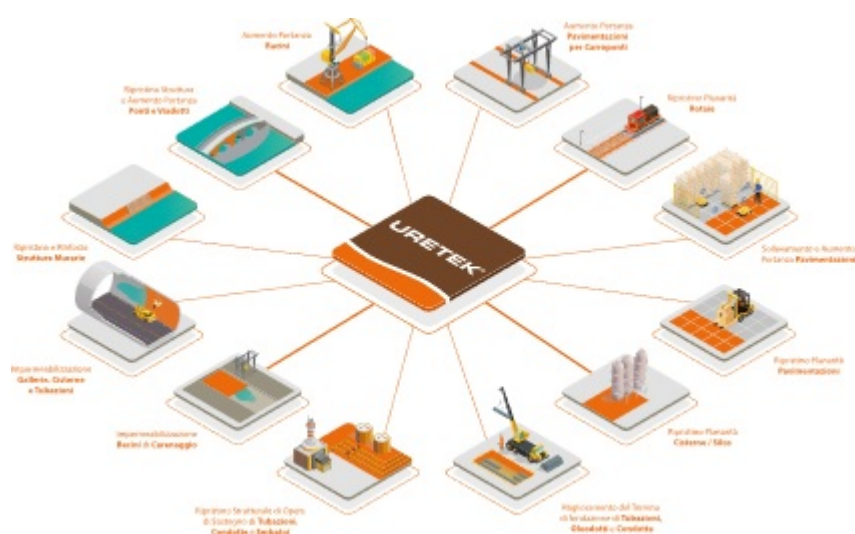 Aumento Portanza
Bacini
Aumento Portanza
Pavimentazioni
per Carroponti
Ripristino Struttura
e Aumento Portanza
Ponti e Viadotti
Ripristino Planarità
Rotaie
URETEK®
Ripristino e Rinforzo
Strutture Murarie
Sollevamento e Aumento
Portanza Pavimentazioni
Impermeabilizzazione
Gallerie, Cisterne
e Tubazioni
Ripristino Planarità
Pavimentazioni
Impermeabilizzazione
Bacini di Carenaggio
Ripristino Planarità
Cisterne / Silos
Ripristino Strutturale di Opere
di Sostegno di Tubazioni,
Condotte e Serbatoi
Miglioramento del Terreno
di fondazione di Tubazioni,
e Condotte